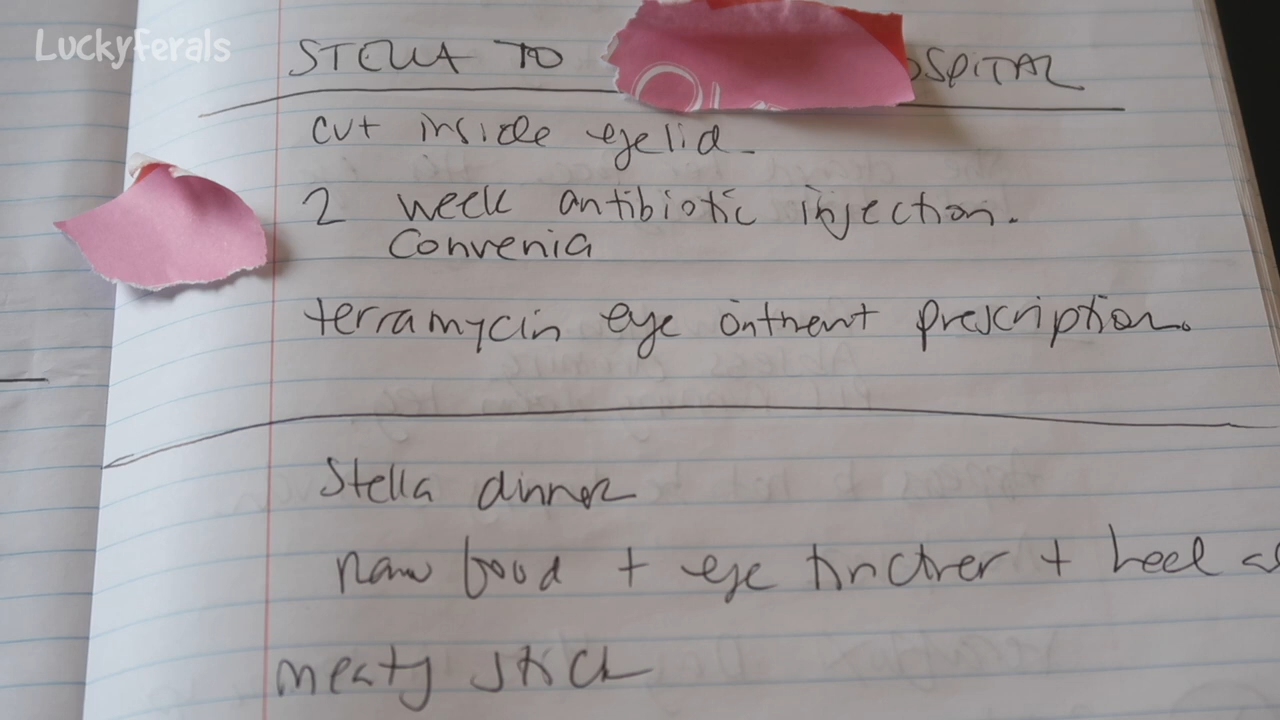 LuckyFerals
STELLA TO OSPITAL
cut inside eyelid.
2 week antibiotic injection.
Convenia
terramycin eye ointment prescription.
Stella dinner
raw food + eye tincture + heel
meaty stick